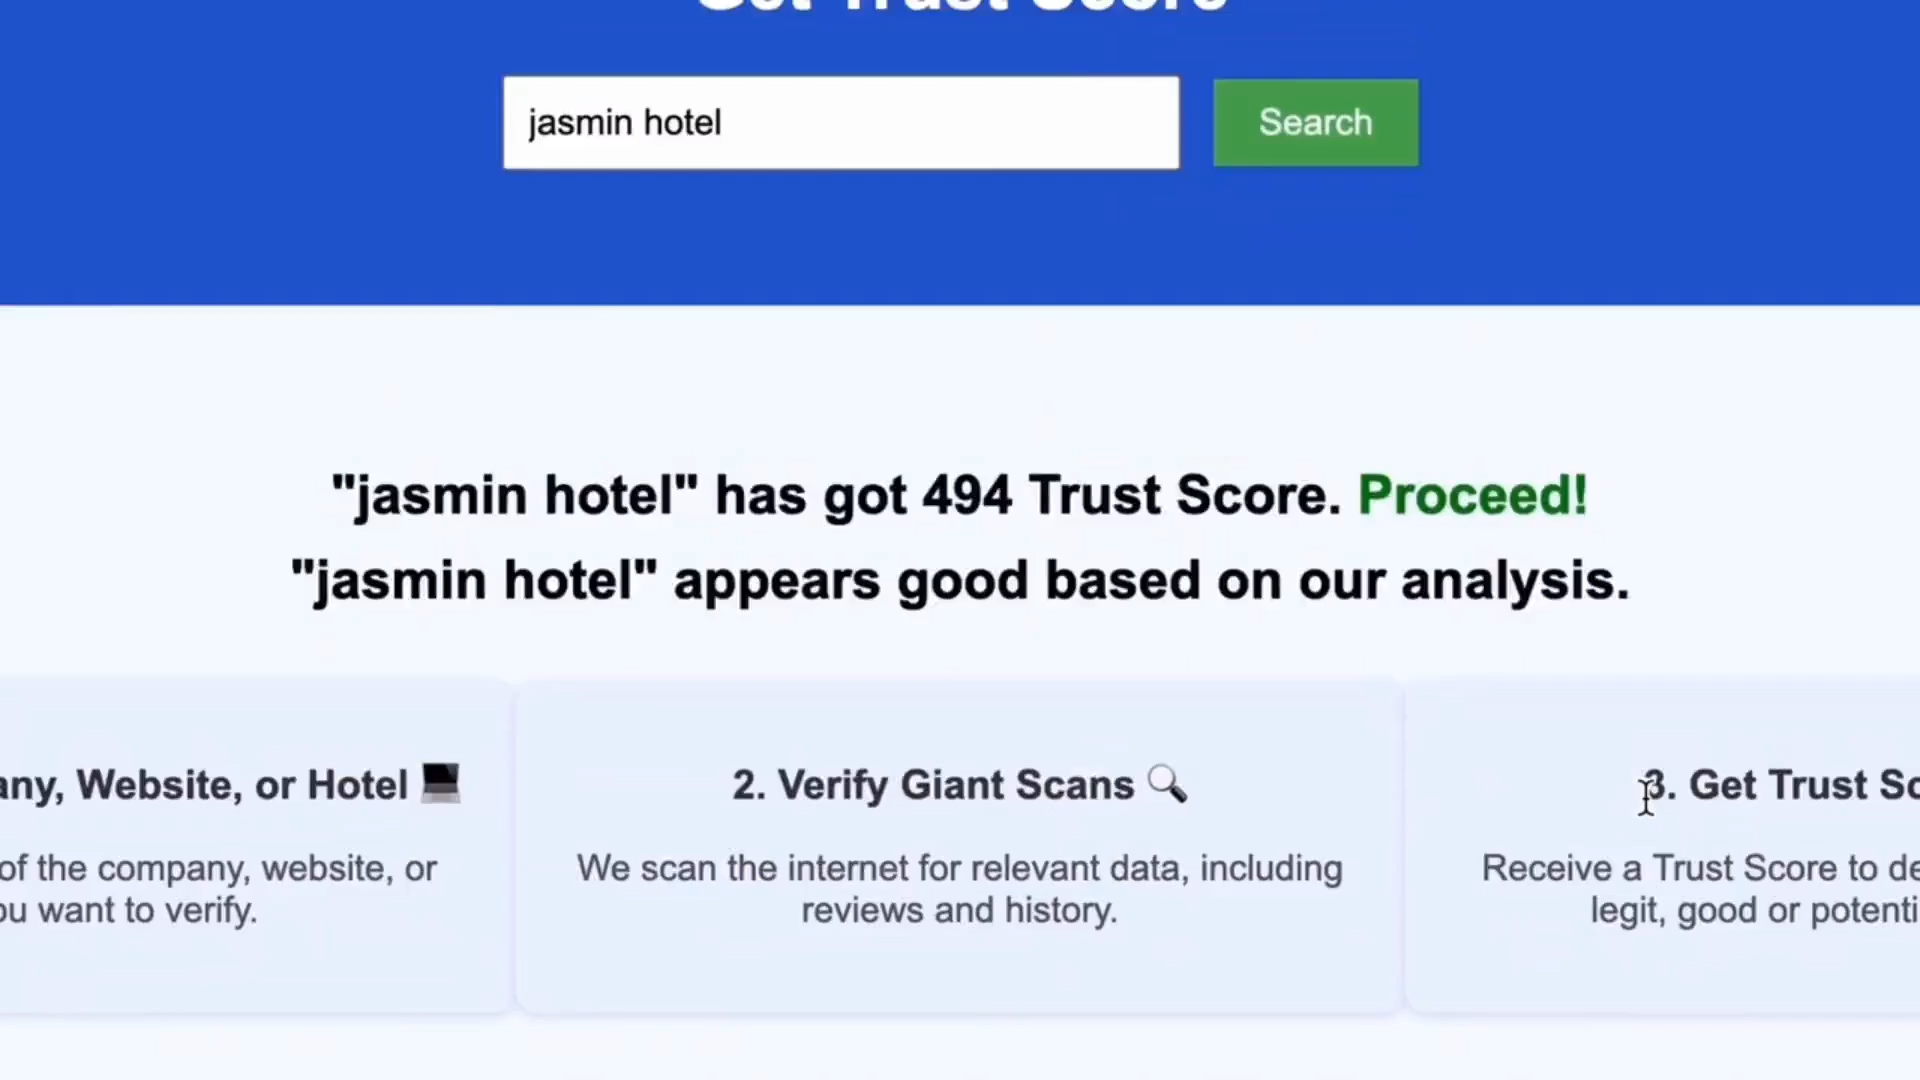 Get Trust Score
jasmin hotel
Search
"jasmin hotel" has got 494 Trust Score. Proceed!
"jasmin hotel" appears good based on our analysis.
any, Website, or Hotel 💻
of the company, website, or
ou want to verify.
2. Verify Giant Scans 🔍
We scan the internet for relevant data, including
reviews and history.
3. Get Trust Sc
Receive a Trust Score to de
legit, good or potenti